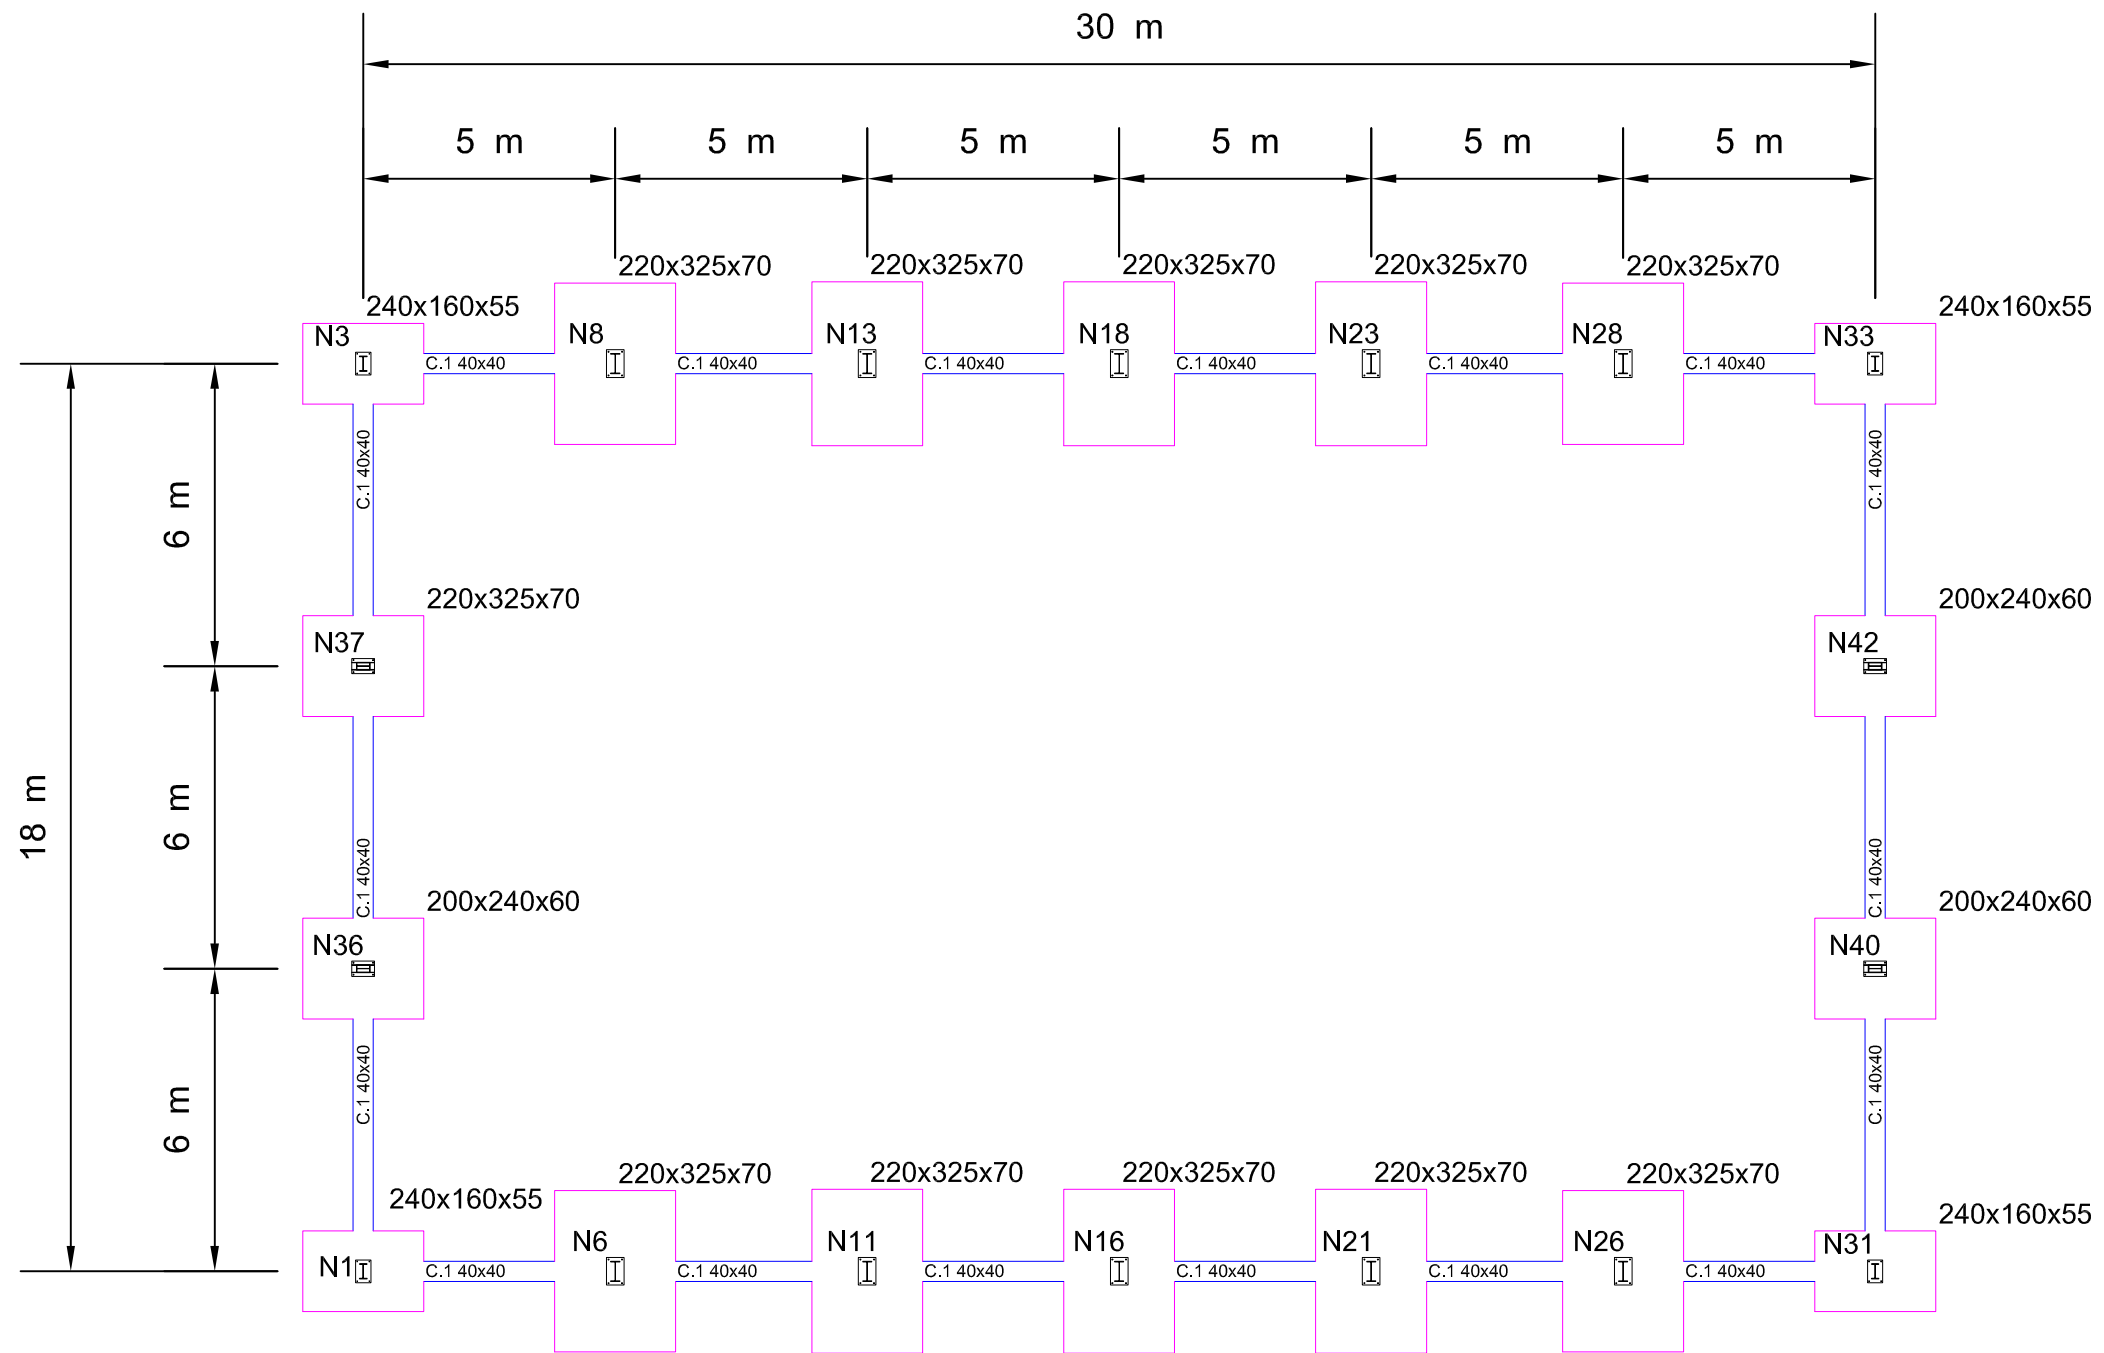 30 m
5 m 5 m 5 m 5 m 5 m 5 m
220x325x70 220x325x70 220x325x70 220x325x70 220x325x70
240x160x55 240x160x55
N3 N8 N13 N18 N23 N28 N33
C.1 40x40 C.1 40x40 C.1 40x40 C.1 40x40 C.1 40x40 C.1 40x40
C.1 40x40 C.1 40x40
6 m
220x325x70 200x240x60
N37 N42
18 m
6 m
C.1 40x40 C.1 40x40
200x240x60 200x240x60
N36 N40
C.1 40x40 C.1 40x40
6 m
220x325x70 220x325x70 220x325x70 220x325x70 220x325x70
240x160x55 240x160x55
N1 N6 N11 N16 N21 N26 N31
C.1 40x40 C.1 40x40 C.1 40x40 C.1 40x40 C.1 40x40 C.1 40x40